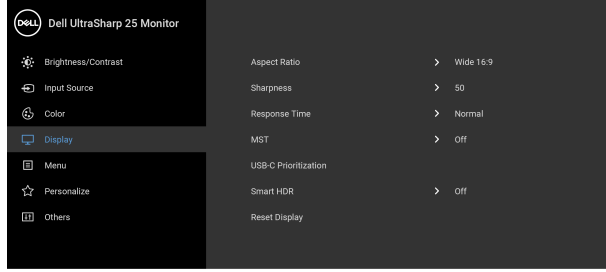 DELL Dell UltraSharp 25 Monitor
Brightness/Contrast
Input Source
Color
Display
Menu
Personalize
Others
Aspect Ratio > Wide 16:9
Sharpness > 50
Response Time > Normal
MST > Off
USB-C Prioritization
Smart HDR > Off
Reset Display